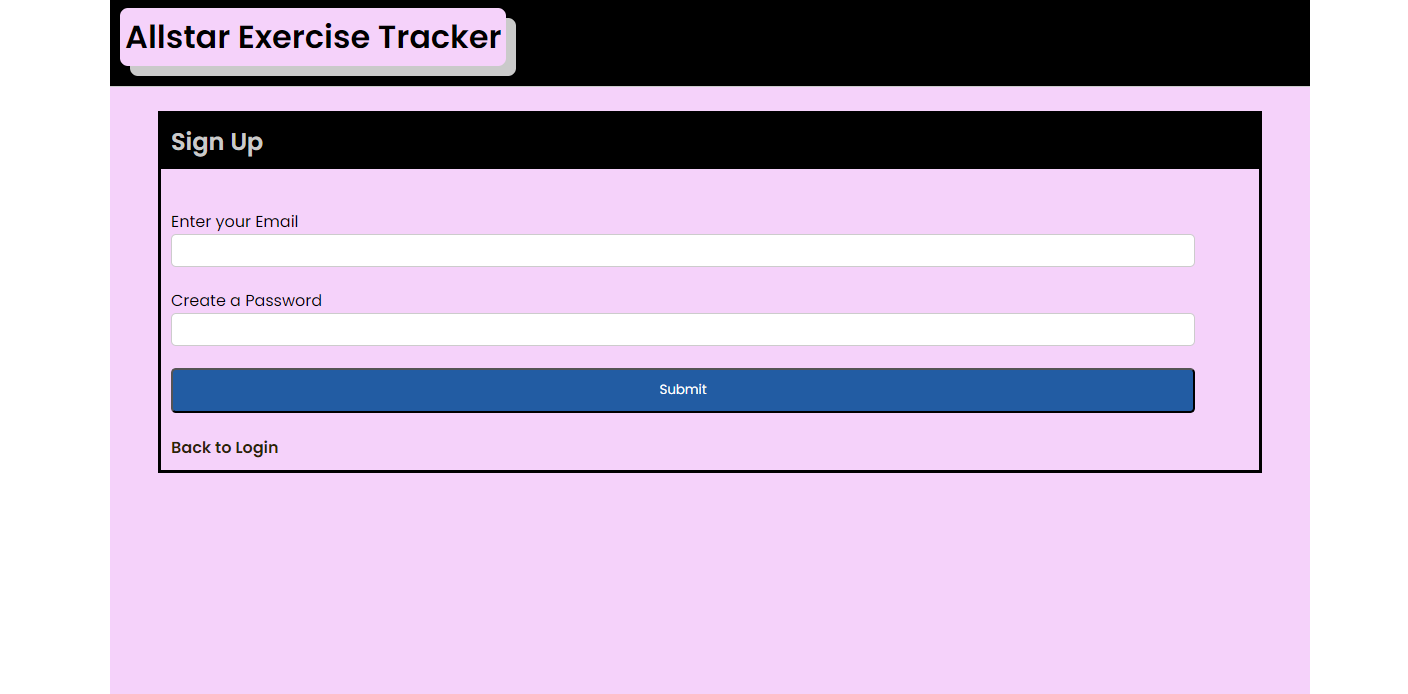 Allstar Exercise Tracker
Sign Up
Enter your Email
Create a Password
Submit
Back to Login